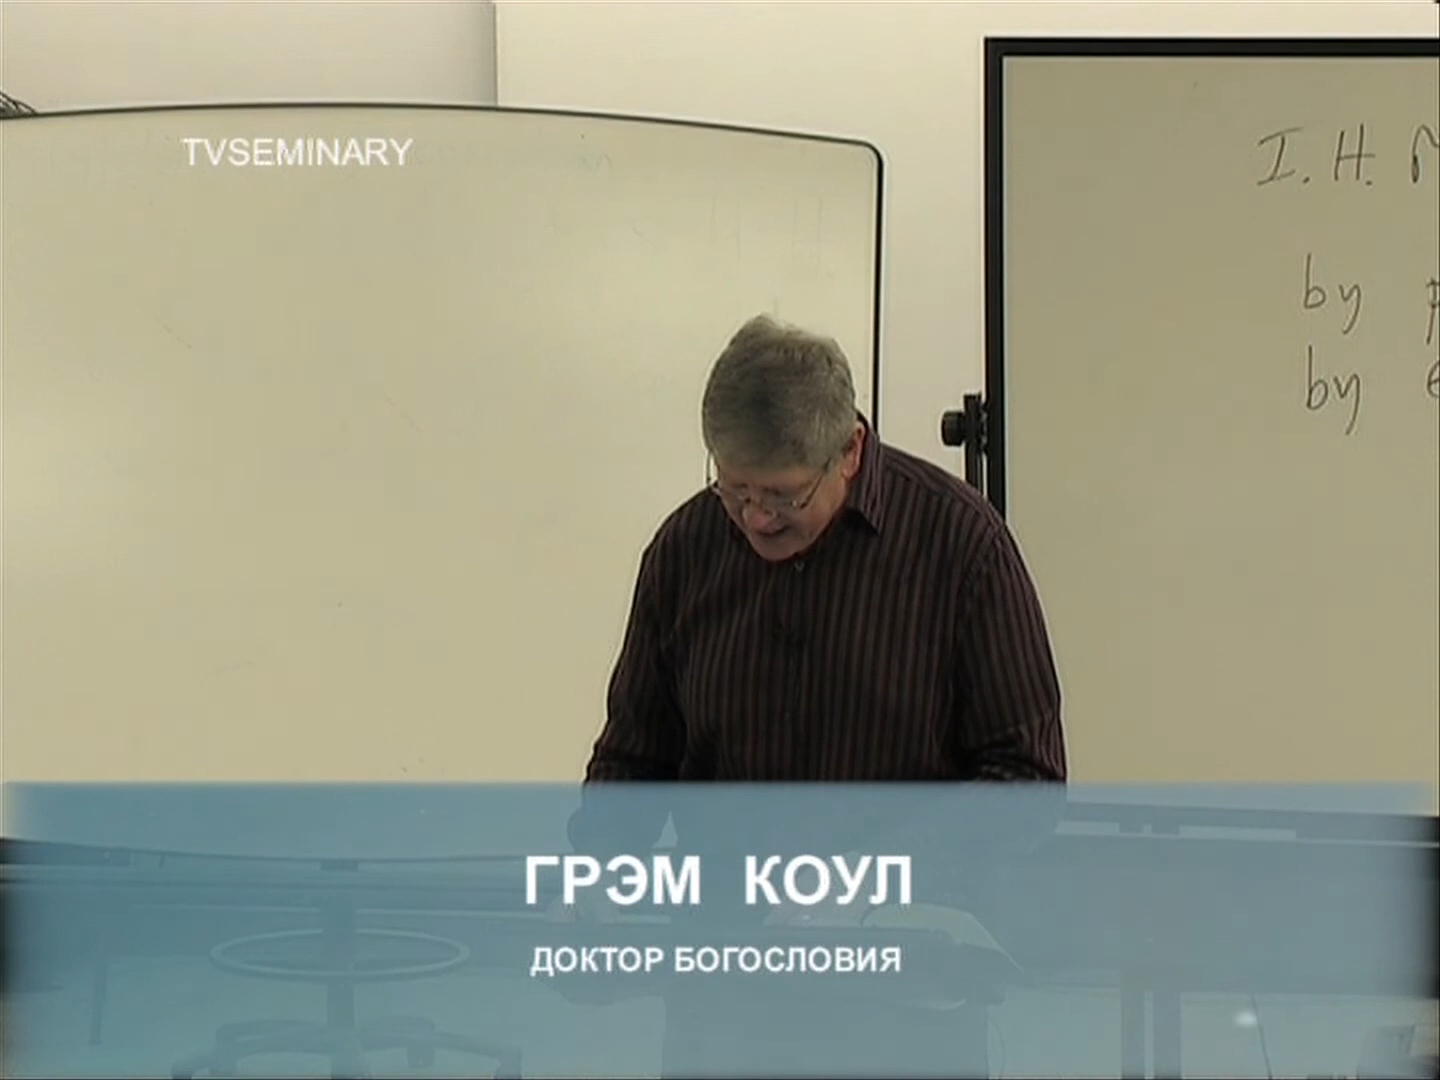 TVSEMINARY
I. H.
by
by
ГРЭМ КОУЛ
ДОКТОР БОГОСЛОВИЯ